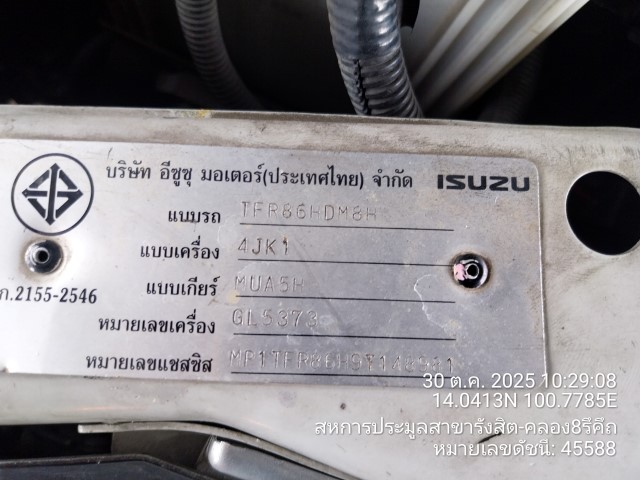 บริษัท อีซูซุ มอเตอร์(ประเทศไทย) จำกัด ISUZU
แบบรถ TFR86HDM8H
แบบเครื่อง 4JK1
แบบเกียร์ MUA5H
ก.2155-2546
หมายเลขเครื่อง GL5373
หมายเลขแชสซิส
30 ต.ค. 2025 10:29:08
14.0413N 100.7785E
สหการประมูลสาขารังสิต-คลอง8รีคีถ
หมายเลขดัชนี: 45588